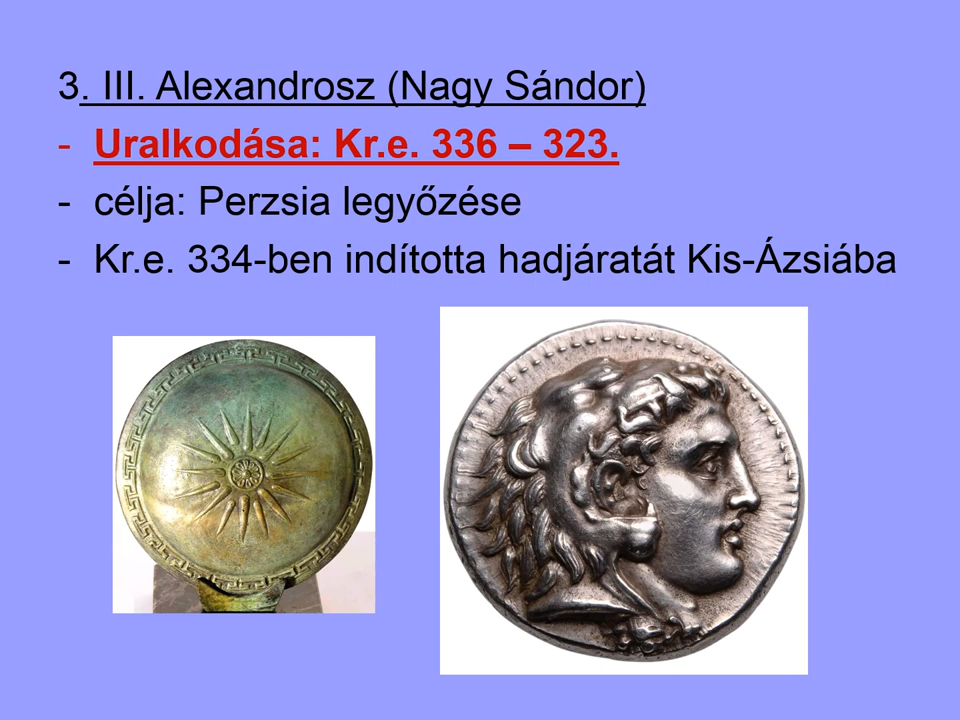 3. III. Alexandrosz (Nagy Sándor)
- Uralkodása: Kr.e. 336 – 323.
- célja: Perzsia legyőzése
- Kr.e. 334-ben indította hadjáratát Kis-Ázsiába